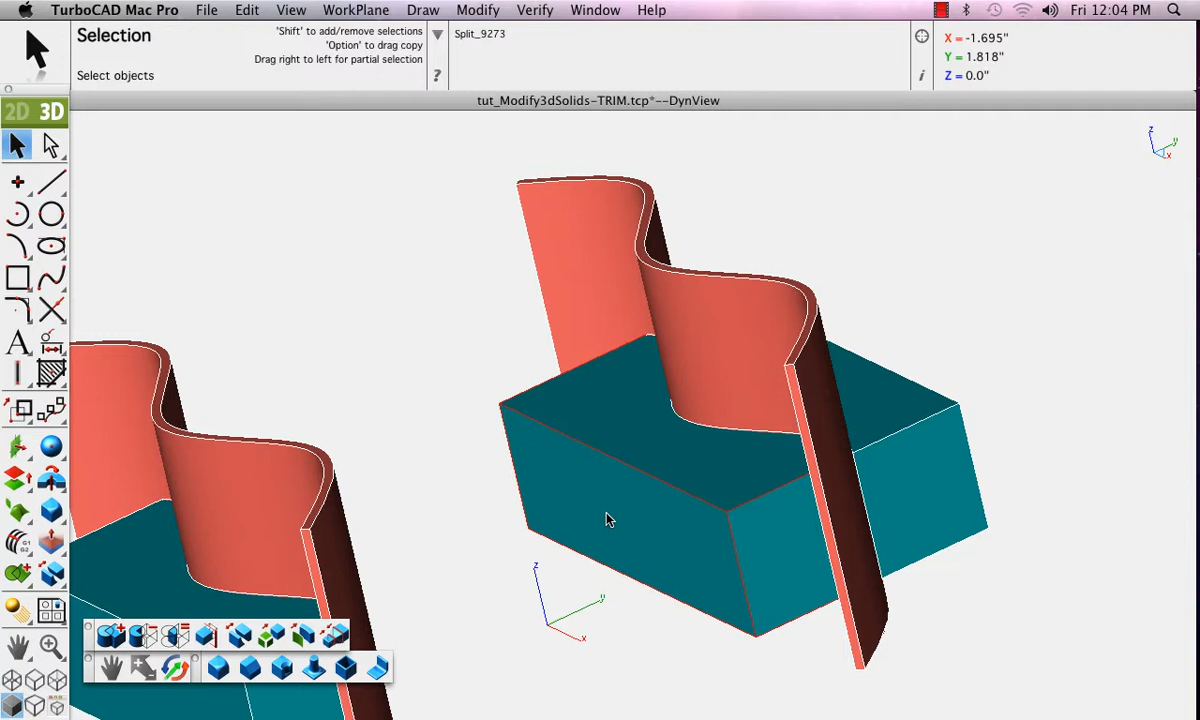 TurboCAD Mac Pro File Edit View WorkPlane Draw Modify Verify Window Help Fri 12:04 PM
Selection
'Shift' to add/remove selections
'Option' to drag copy
Drag right to left for partial selection
Select objects
?
Split_9273
i
X = -1.695"
Y = 1.818"
Z = 0.0"
tut_Modify3dSolids-TRIM.tcp*--DynView
2D 3D
A
G1
G2
z
y
x
z
y
x